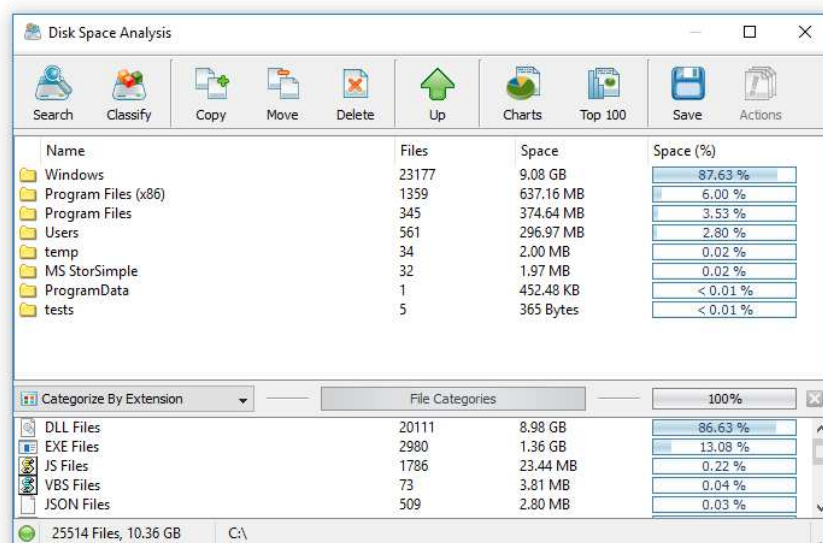 Disk Space Analysis
Search Classify Copy Move Delete Up Charts Top 100 Save Actions
Name Files Space Space (%)
Windows 23177 9.08 GB 87.63 %
Program Files (x86) 1359 637.16 MB 6.00 %
Program Files 345 374.64 MB 3.53 %
Users 561 296.97 MB 2.80 %
temp 34 2.00 MB 0.02 %
MS StorSimple 32 1.97 MB 0.02 %
ProgramData 1 452.48 KB < 0.01 %
tests 5 365 Bytes < 0.01 %
Categorize By Extension File Categories 100%
DLL Files 20111 8.98 GB 86.63 %
EXE Files 2980 1.36 GB 13.08 %
JS Files 1786 23.44 MB 0.22 %
VBS Files 73 3.81 MB 0.04 %
JSON Files 509 2.80 MB 0.03 %
25514 Files, 10.36 GB C:\